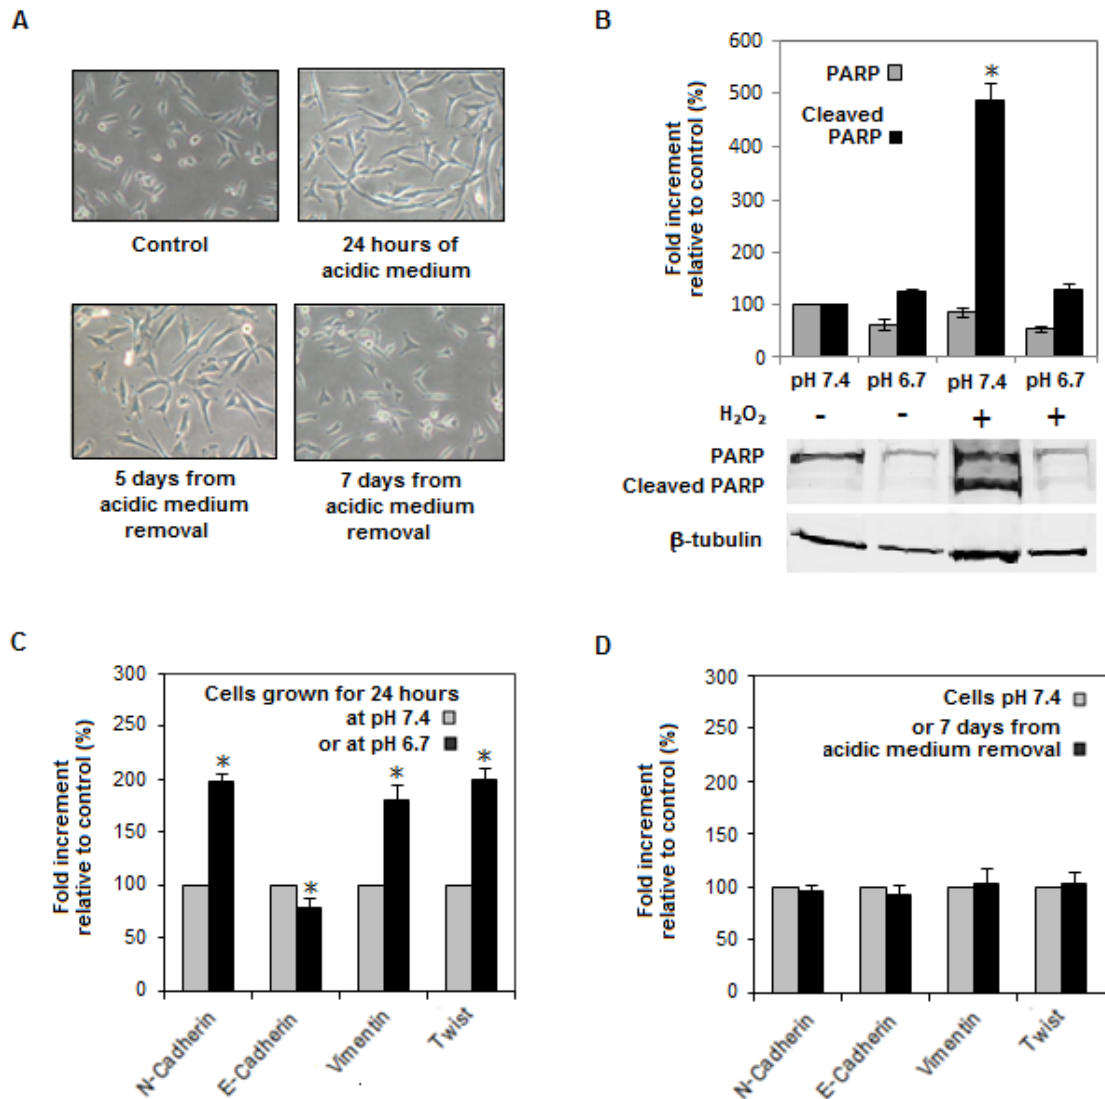 A
Control
24 hours of
acidic medium
5 days from
acidic medium
removal
7 days from
acidic medium
removal
B
Fold increment
relative to control (%)
600
500
400
300
200
100
0
PARP
Cleaved
PARP
*
pH 7.4 pH 6.7 pH 7.4 pH 6.7
H₂O₂ - - + +
PARP
Cleaved PARP
β-tubulin
C
Fold increment
relative to control (%)
300
250
200
150
100
50
0
Cells grown for 24 hours
at pH 7.4
or at pH 6.7
* * * *
N-Cadherin
E-Cadherin
Vimentin
Twist
D
Fold increment
relative to control (%)
300
250
200
150
100
50
0
Cells pH 7.4
or 7 days from
acidic medium removal
N-Cadherin
E-Cadherin
Vimentin
Twist